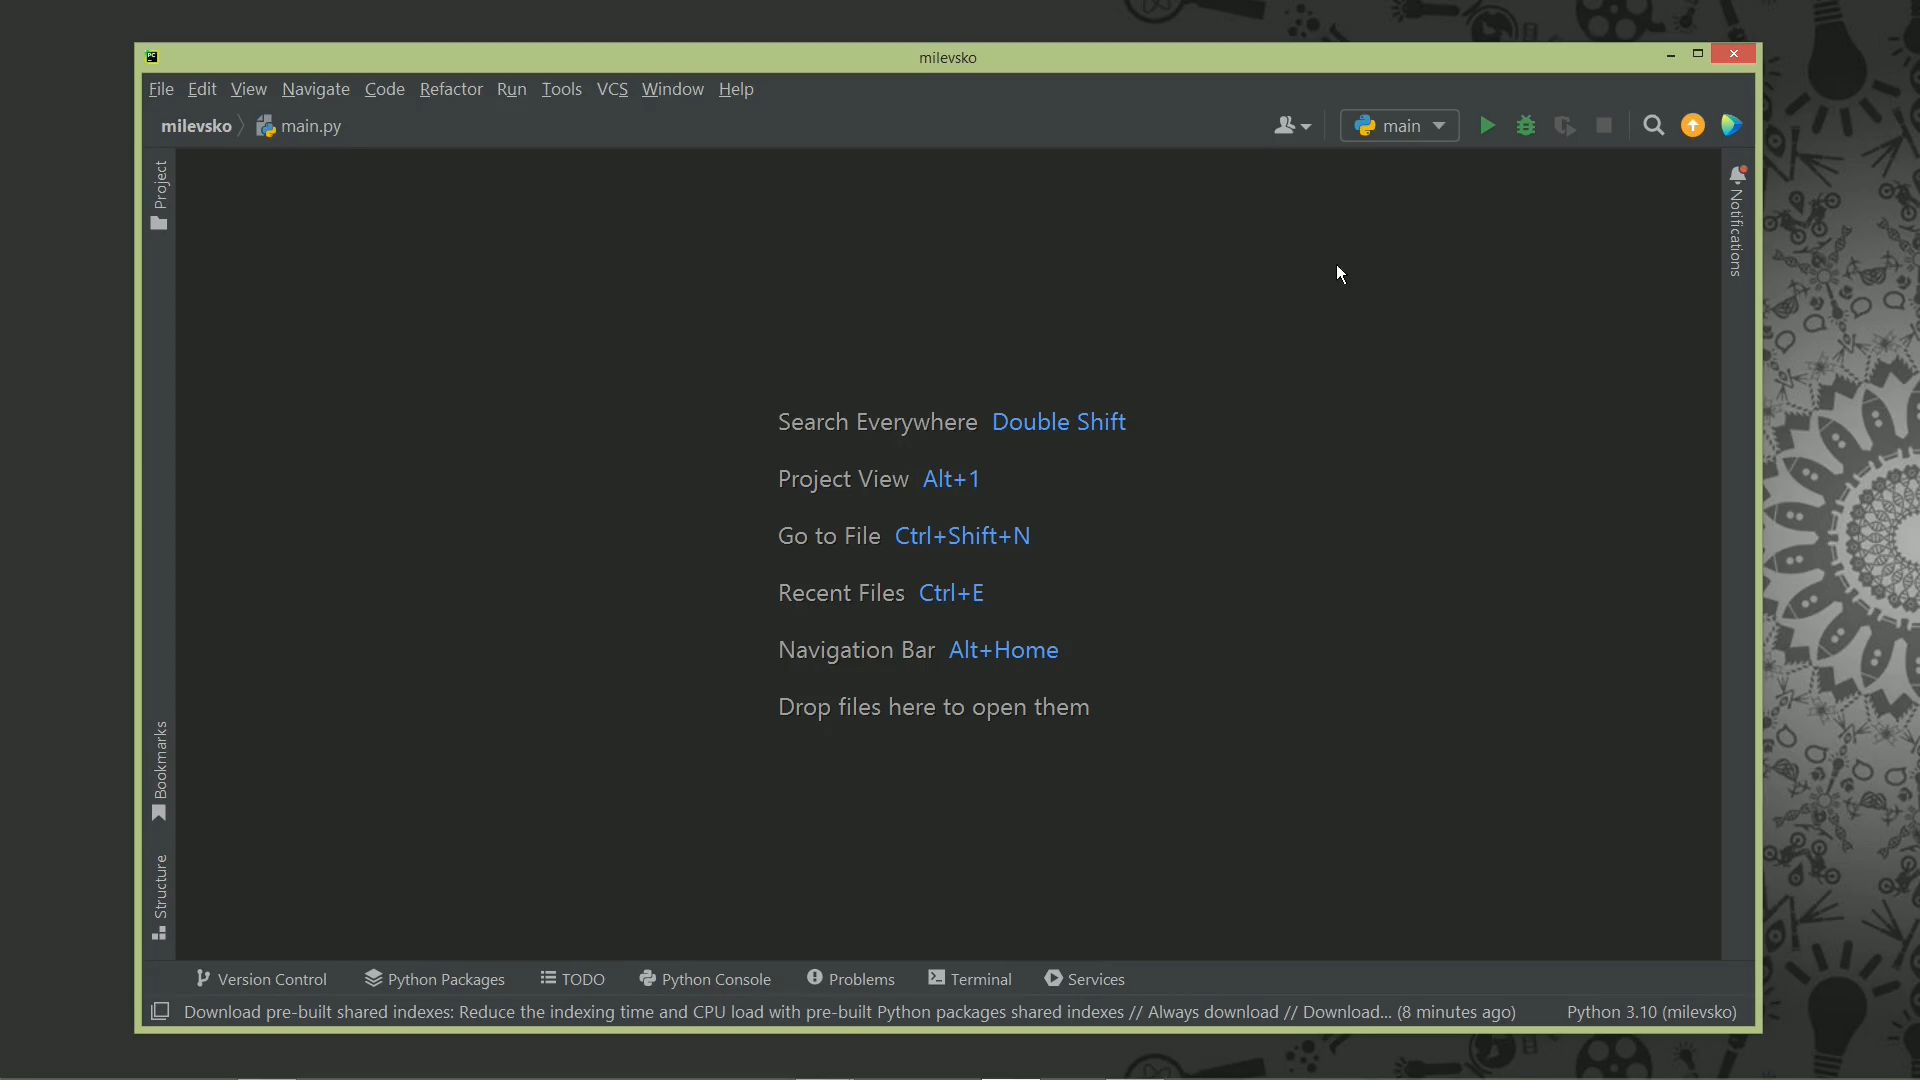 milevsko
File Edit View Navigate Code Refactor Run Tools VCS Window Help
milevsko main.py
main
Project
Notifications
Search Everywhere Double Shift
Project View Alt+1
Go to File Ctrl+Shift+N
Recent Files Ctrl+E
Navigation Bar Alt+Home
Drop files here to open them
Bookmarks
Structure
Version Control Python Packages TODO Python Console Problems Terminal Services
Download pre-built shared indexes: Reduce the indexing time and CPU load with pre-built Python packages shared indexes // Always download // Download... (8 minutes ago) Python 3.10 (milevsko)